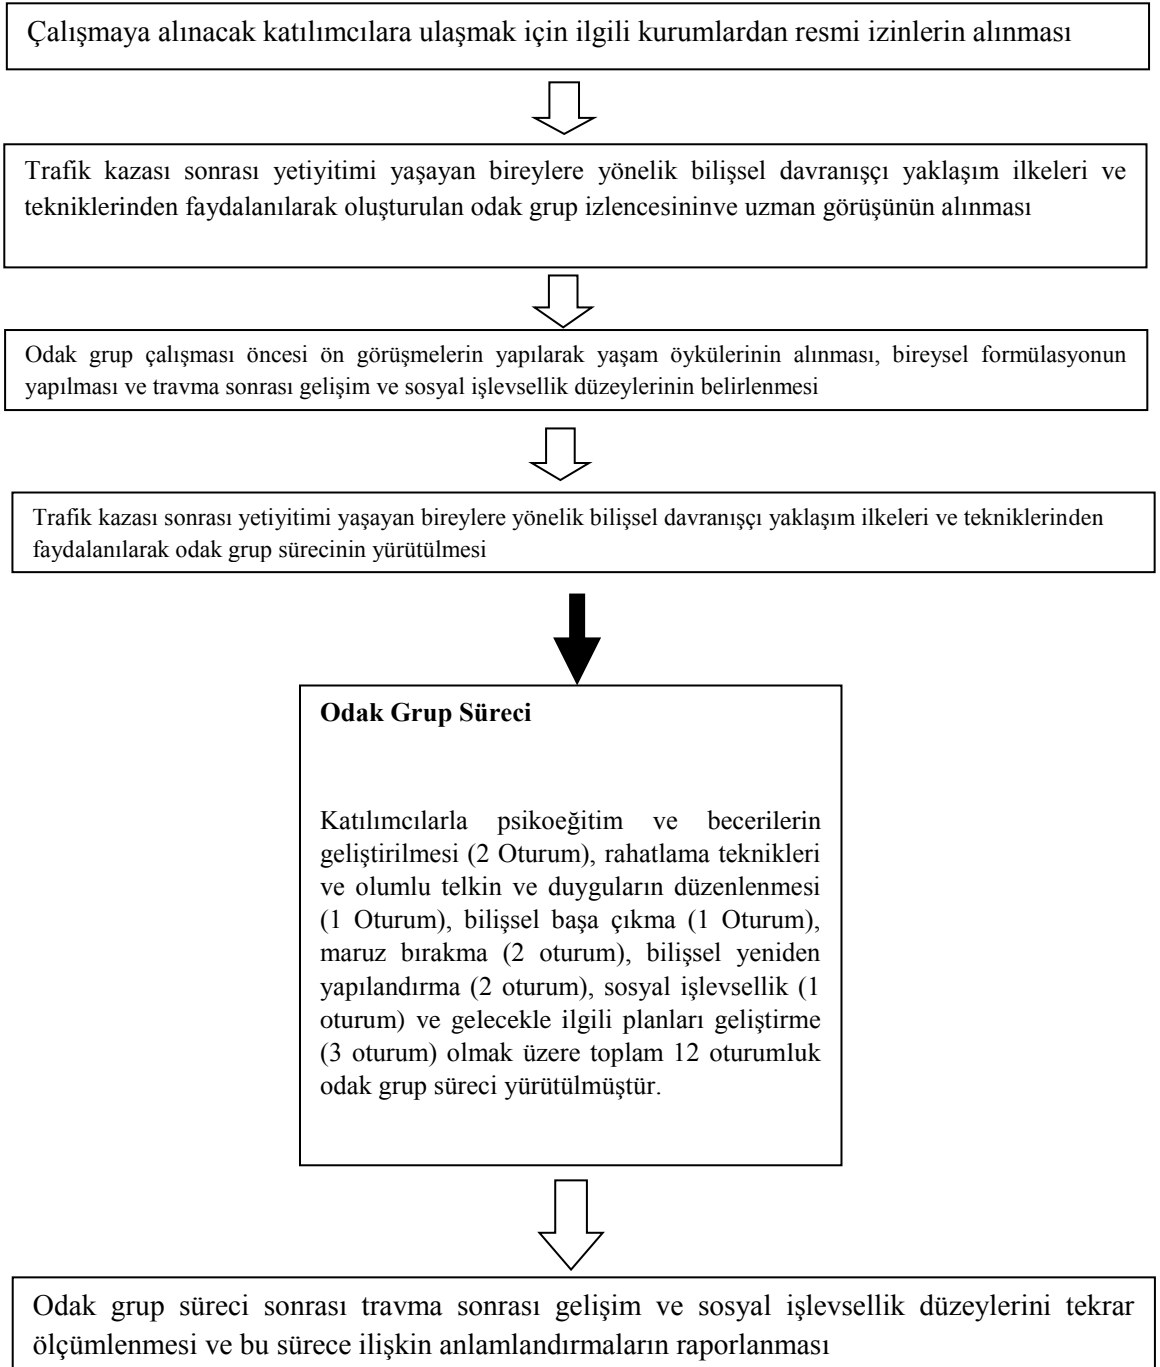 Çalışmaya alınacak katılımcılara ulaşmak için ilgili kurumlardan resmi izinlerin alınması
Trafik kazası sonrası yetiyitimi yaşayan bireylere yönelik bilişsel davranışçı yaklaşım ilkeleri ve
tekniklerinden faydalanılarak oluşturulan odak grup izlencesininve uzman görüşünün alınması
Odak grup çalışması öncesi ön görüşmelerin yapılarak yaşam öykülerinin alınması, bireysel formülasyonun
yapılması ve travma sonrası gelişim ve sosyal işlevsellik düzeylerinin belirlenmesi
Trafik kazası sonrası yetiyitimi yaşayan bireylere yönelik bilişsel davranışçı yaklaşım ilkeleri ve tekniklerinden
faydalanılarak odak grup sürecinin yürütülmesi
Odak Grup Süreci
Katılımcılarla psikoeğitim ve becerilerin
geliştirilmesi (2 Oturum), rahatlama teknikleri
ve olumlu telkin ve duyguların düzenlenmesi
(1 Oturum), bilişsel başa çıkma (1 Oturum),
maruz bırakma (2 oturum), bilişsel yeniden
yapılandırma (2 oturum), sosyal işlevsellik (1
oturum) ve gelecekle ilgili planları geliştirme
(3 oturum) olmak üzere toplam 12 oturumluk
odak grup süreci yürütülmüştür.
Odak grup süreci sonrası travma sonrası gelişim ve sosyal işlevsellik düzeylerini tekrar
ölçümlenmesi ve bu sürece ilişkin anlamlandırmaların raporlanması